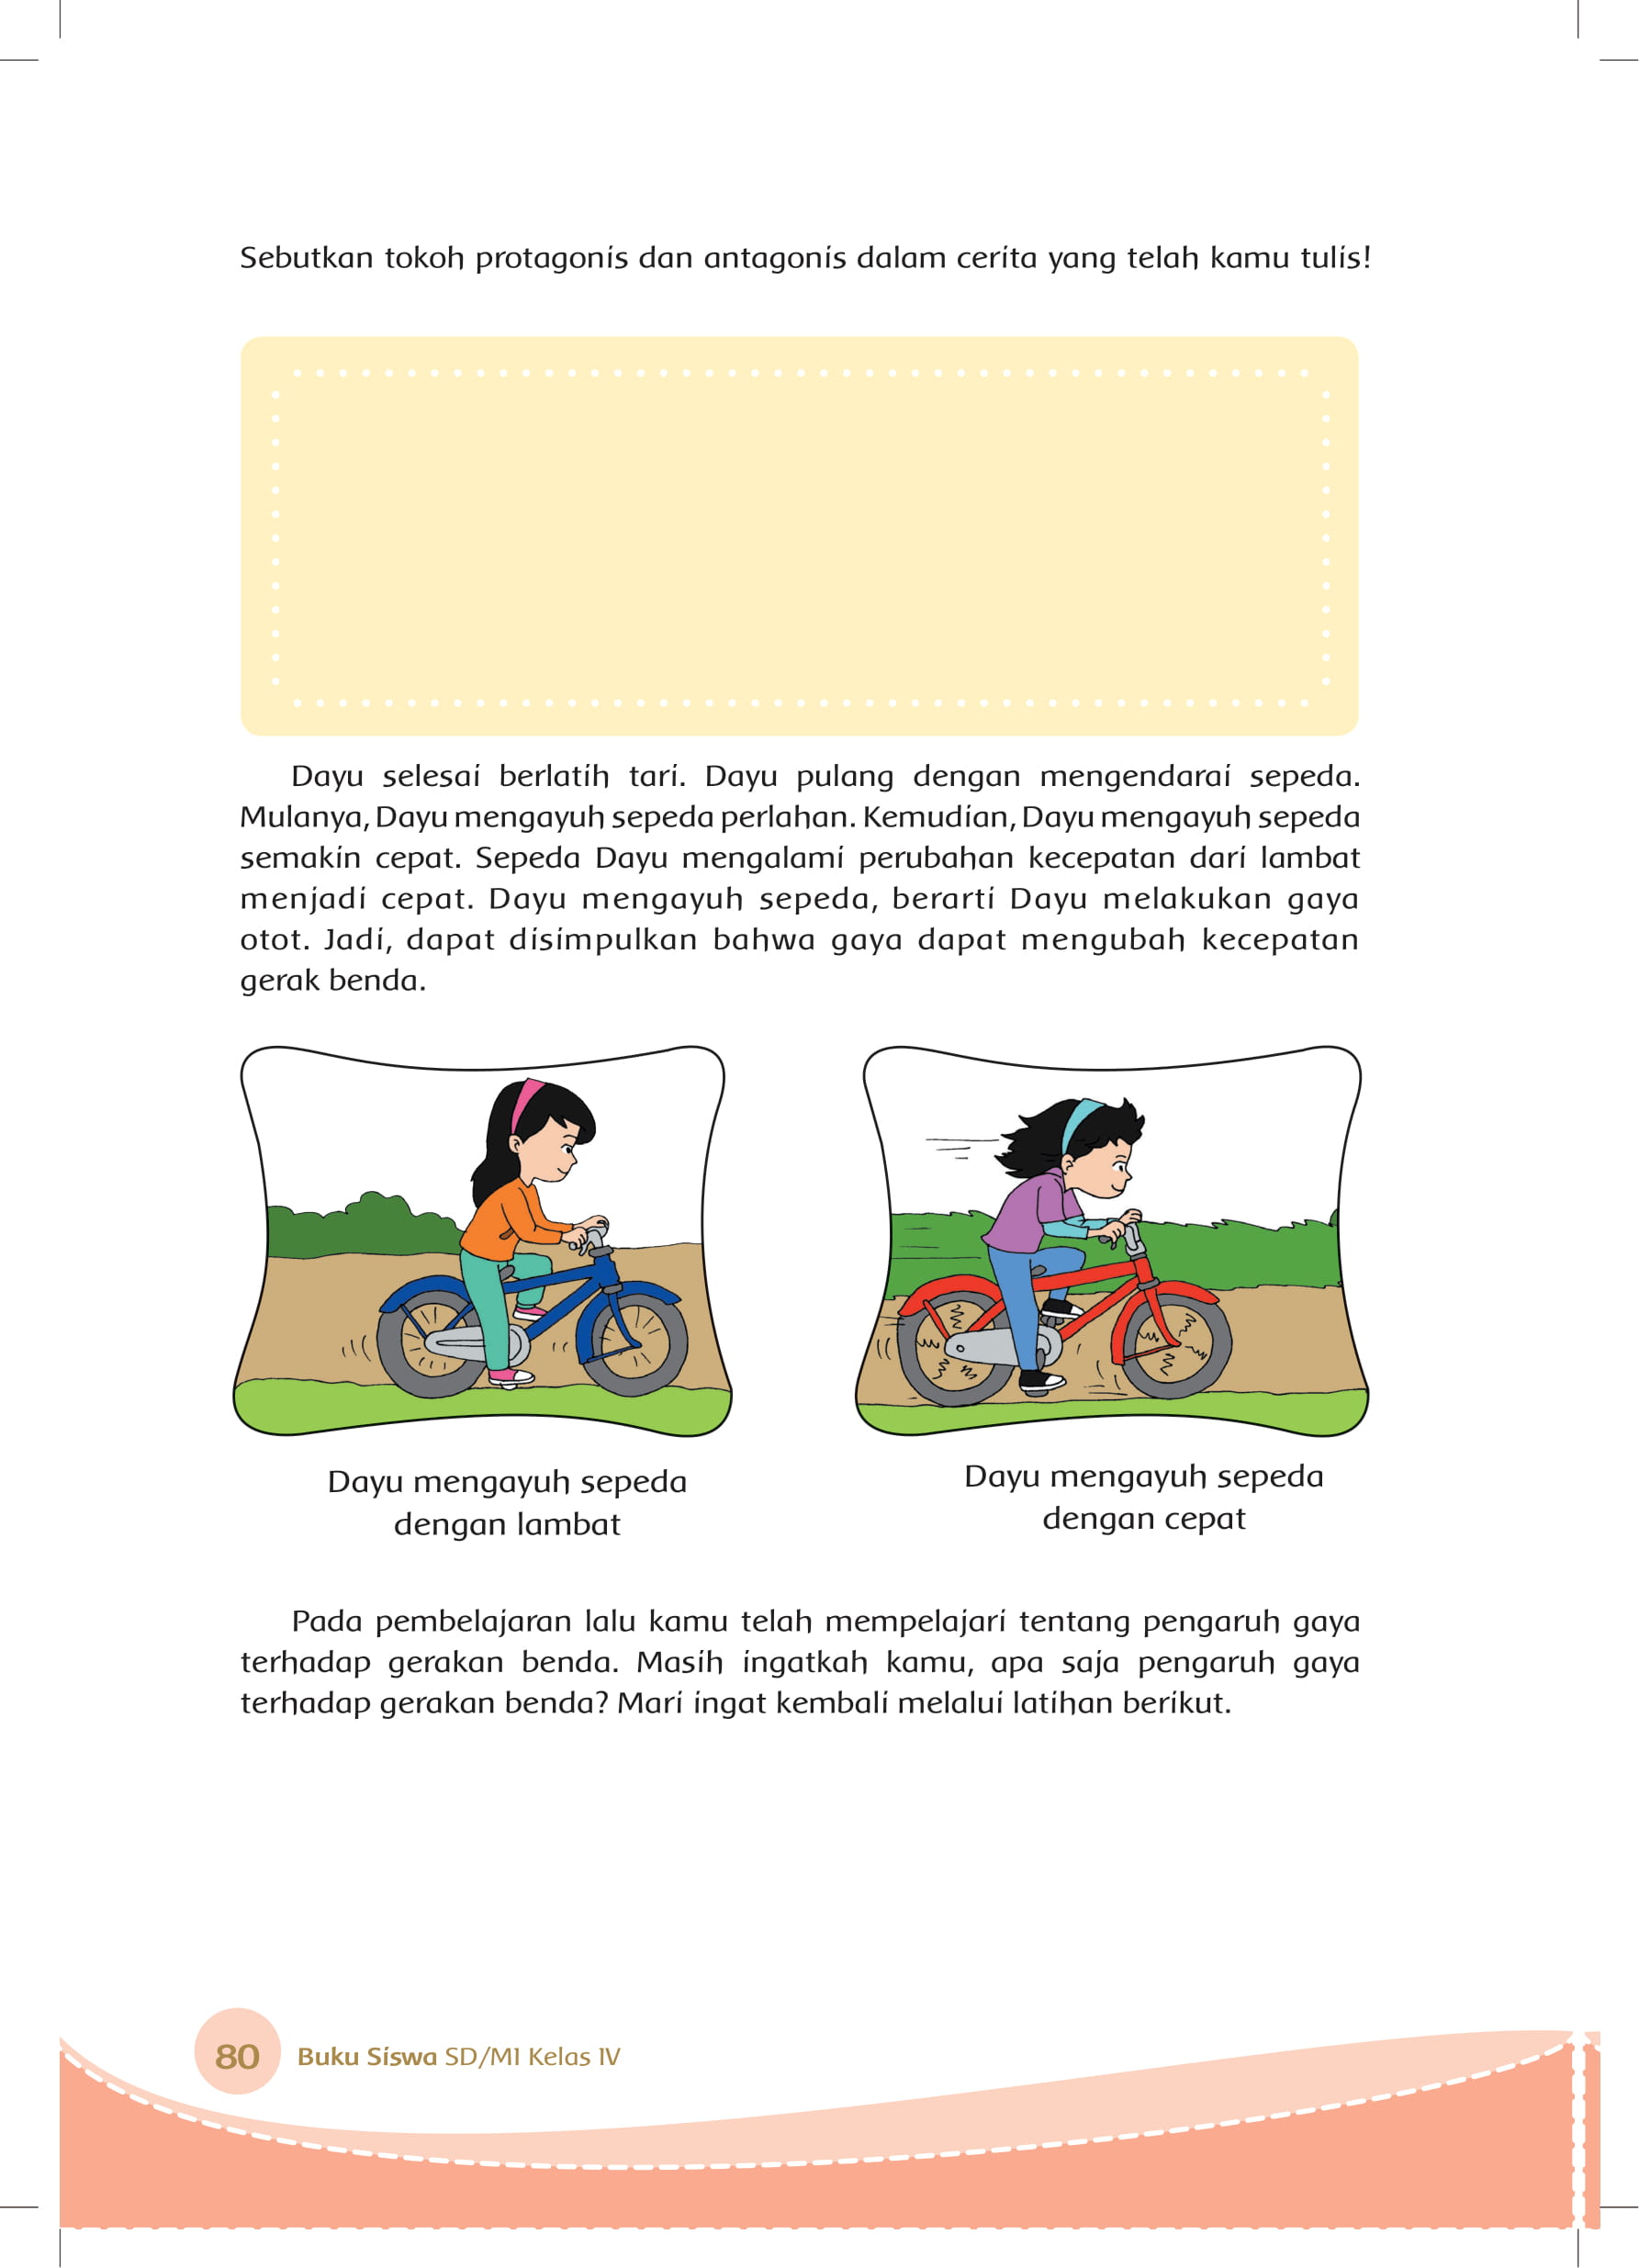 Sebutkan tokoh protagonis dan antagonis dalam cerita yang telah kamu tulis!
Dayu selesai berlatih tari. Dayu pulang dengan mengendarai sepeda.
Mulanya, Dayu mengayuh sepeda perlahan. Kemudian, Dayu mengayuh sepeda
semakin cepat. Sepeda Dayu mengalami perubahan kecepatan dari lambat
menjadi cepat. Dayu mengayuh sepeda, berarti Dayu melakukan gaya
otot. Jadi, dapat disimpulkan bahwa gaya dapat mengubah kecepatan
gerak benda.
Dayu mengayuh sepeda
dengan lambat
Dayu mengayuh sepeda
dengan cepat
Pada pembelajaran lalu kamu telah mempelajari tentang pengaruh gaya
terhadap gerakan benda. Masih ingatkah kamu, apa saja pengaruh gaya
terhadap gerakan benda? Mari ingat kembali melalui latihan berikut.
80 Buku Siswa SD/MI Kelas IV